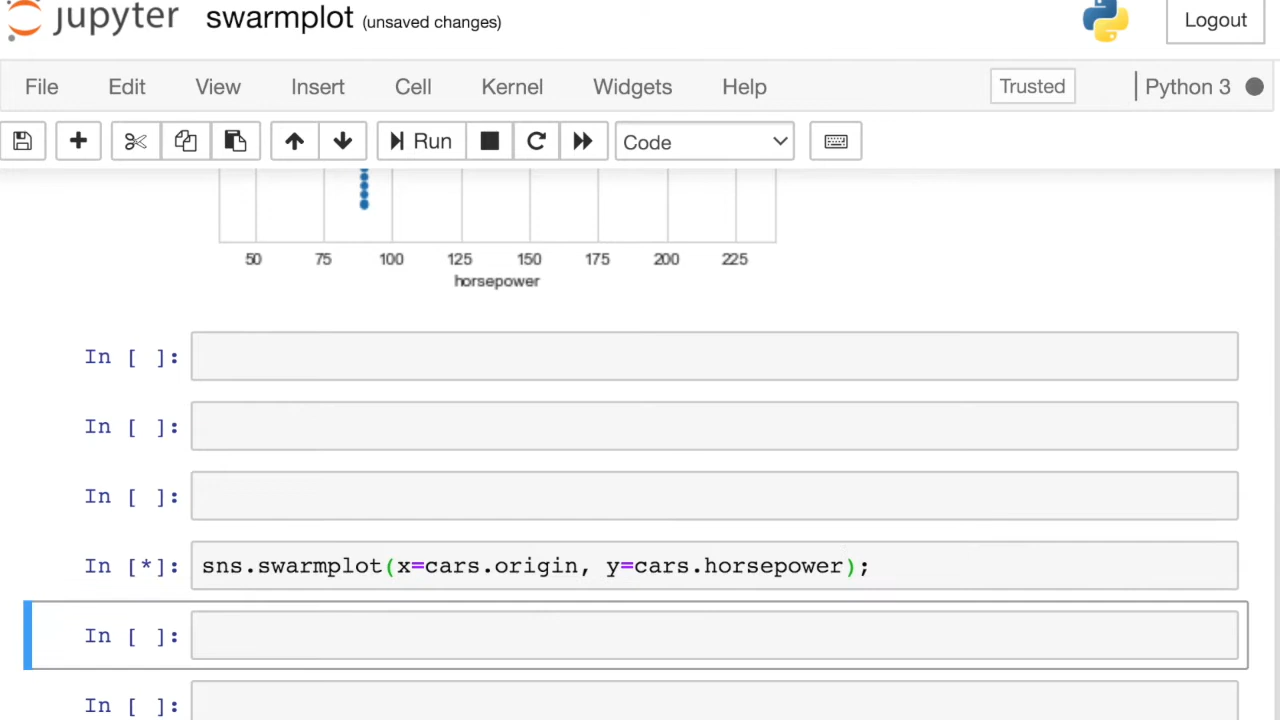 jupyter swarmplot (unsaved changes) Logout
File Edit View Insert Cell Kernel Widgets Help Trusted Python 3
Run Code
50 75 100 125 150 175 200 225
horsepower
In [ ]:
In [ ]:
In [ ]:
In [*]: sns.swarmplot(x=cars.origin, y=cars.horsepower);
In [ ]:
In [ ]: